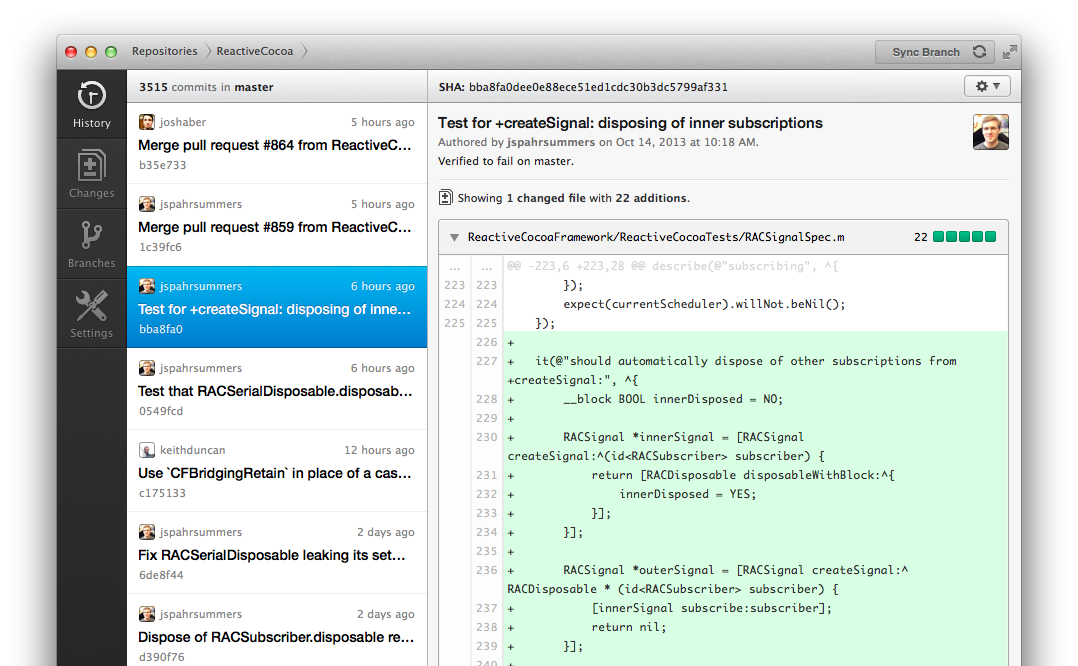 Repositories ReactiveCocoa
Sync Branch
History
Changes
Branches
Settings
3515 commits in master
joshaber 5 hours ago
Merge pull request #864 from ReactiveC...
b35e733
jspahrsummers 5 hours ago
Merge pull request #859 from ReactiveC...
1c39fc6
jspahrsummers 6 hours ago
Test for +createSignal: disposing of inne...
bba8fa0
jspahrsummers 6 hours ago
Test that RACSerialDisposable.disposab...
0549fcd
keithduncan 12 hours ago
Use `CFBridgingRetain` in place of a cas...
c175133
jspahrsummers 2 days ago
Fix RACSerialDisposable leaking its set...
6de8f44
jspahrsummers 2 days ago
Dispose of RACSubscriber.disposable re...
d390f76
SHA: bba8fa0dee0e88ece51ed1cdc30b3dc5799af331
Test for +createSignal: disposing of inner subscriptions
Authored by jspahrsummers on Oct 14, 2013 at 10:18 AM.
Verified to fail on master.
Showing 1 changed file with 22 additions.
ReactiveCocoaFramework/ReactiveCocoaTests/RACSignalSpec.m 22
... ... @@ -223,6 +223,28 @@ describe(@"subscribing", ^{
223 223 });
224 224 expect(currentScheduler).willNot.beNil();
225 225 });
226 +
227 + it(@"should automatically dispose of other subscriptions from
+createSignal:", ^{
228 + __block BOOL innerDisposed = NO;
229 +
230 + RACSignal *innerSignal = [RACSignal
createSignal:^(id<RACSubscriber> subscriber) {
231 + return [RACDisposable disposableWithBlock:^{
232 + innerDisposed = YES;
233 + }];
234 + }];
235 +
236 + RACSignal *outerSignal = [RACSignal createSignal:^
RACDisposable * (id<RACSubscriber> subscriber) {
237 + [innerSignal subscribe:subscriber];
238 + return nil;
239 + }];
240 +